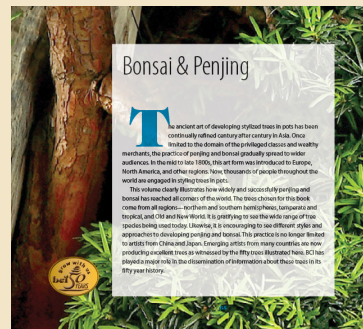 Bonsai & Penjing
The ancient art of developing stylized trees in pots has been
continually refined century after century in Asia. Once
limited to the domain of the privileged classes and wealthy
merchants, the practice of penjing and bonsai gradually spread to wider
audiences. In the mid to late 1800s, this art form was introduced to Europe,
North America, and other regions. Now, thousands of people throughout the
world are engaged in styling trees in pots.
This volume clearly illustrates how widely and successfully penjing and
bonsai has reached all corners of the world. The trees chosen for this book
come from all regions—northern and southern hemispheres, temperate and
tropical, and Old and New World. It is gratifying to see the wide range of tree
species being used today. Likewise, it is encouraging to see different styles and
approaches to developing penjing and bonsai. This practice is no longer limited
to artists from China and Japan. Emerging artists from many countries are now
producing excellent trees as witnessed by the fifty trees illustrated here. BCI has
played a major role in the dissemination of information about these trees in its
fifty year history.
grow with us
bci 50
YEARS